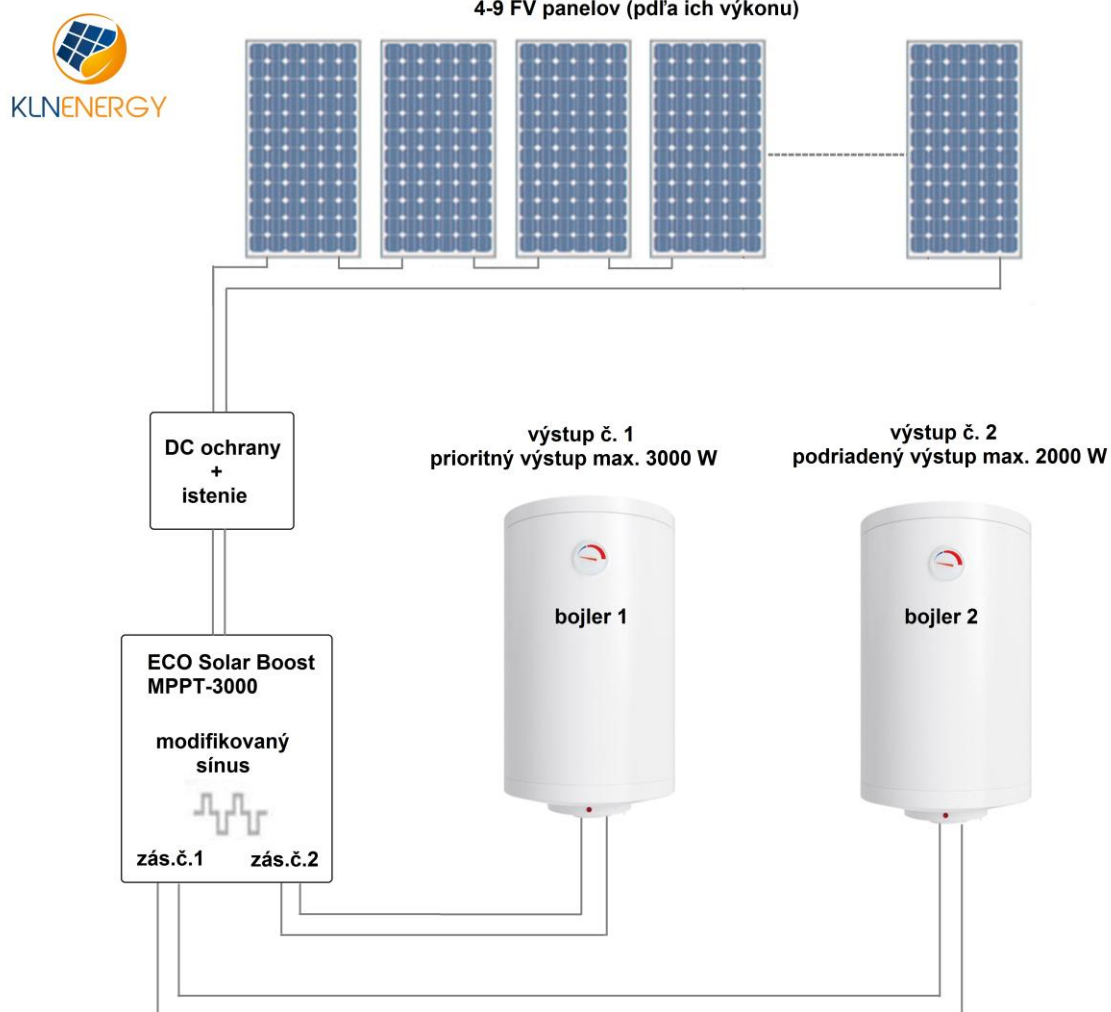 4-9 FV panelov (pdľa ich výkonu)
KLNENERGY
DC ochrany
+
istenie
výstup č. 1
prioritný výstup max. 3000 W
výstup č. 2
podriadený výstup max. 2000 W
bojler 1
bojler 2
ECO Solar Boost
MPPT-3000
modifikovaný
sínus
zás.č.1
zás.č.2